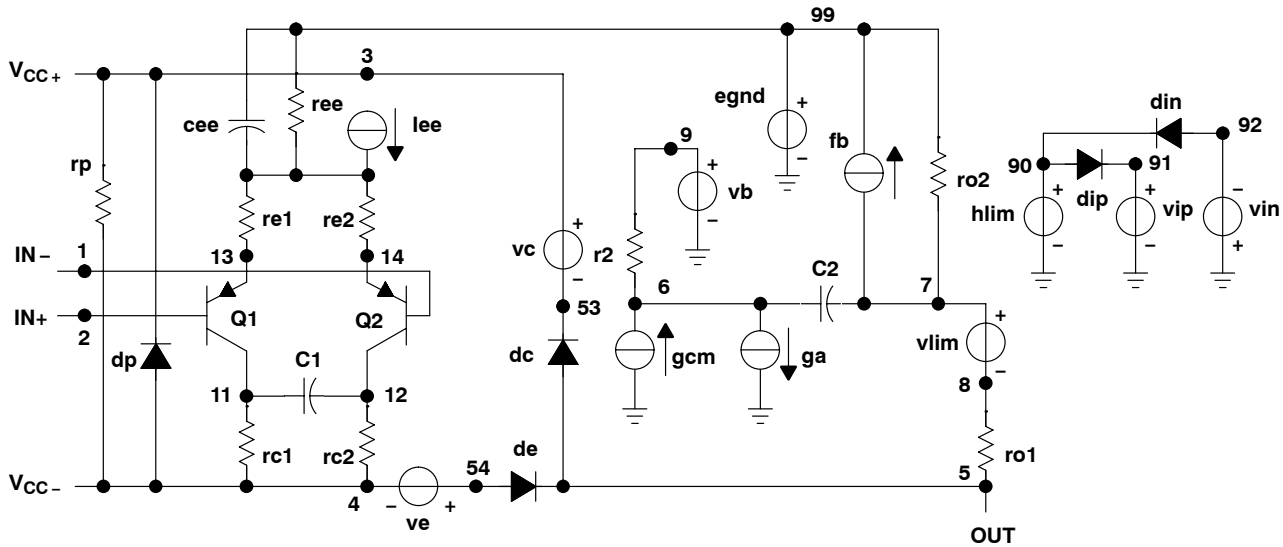 99
3
VCC+
ree
cee
Iee
egnd
din
92
9
fb
90
91
rp
vb
ro2
dip
hlim
vip
vin
re1
re2
+
-
+
-
+
-
+
-
+
-
-
+
1
IN-
13
14
vc
r2
C2
6
7
IN+
2
Q1
Q2
53
+
vlim
-
dp
C1
dc
gcm
ga
8
11
12
rc1
rc2
de
ro1
54
5
VCC-
4
-
+
ve
OUT